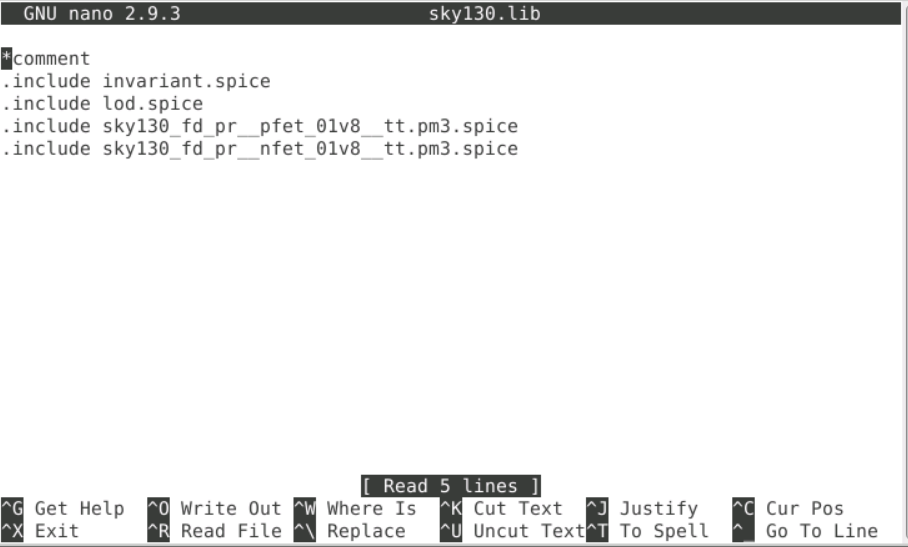 GNU nano 2.9.3 sky130.lib
*comment
.include invariant.spice
.include lod.spice
.include sky130_fd_pr__pfet_01v8__tt.pm3.spice
.include sky130_fd_pr__nfet_01v8__tt.pm3.spice
[ Read 5 lines ]
^G Get Help ^O Write Out ^W Where Is ^K Cut Text ^J Justify ^C Cur Pos
^X Exit ^R Read File ^\ Replace ^U Uncut Text ^T To Spell ^_ Go To Line